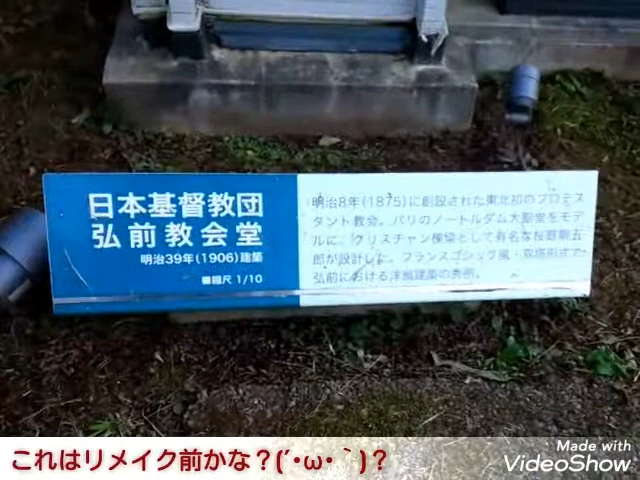 日本基督教団
弘前教会堂
明治39年(1906)建築
■縮尺 1/10
明治8年(1875)に創設された東北初のプロテス
タント教会。パリのノートルダム大聖堂をモデ
ルに、クリスチャン棟梁として有名な桜庭駒五
郎が設計した。フランスゴシック風・双塔形式で
弘前における洋風建築の秀作。
これはリメイク前かな?(´・ω・｀)?
Made with
VideoShow